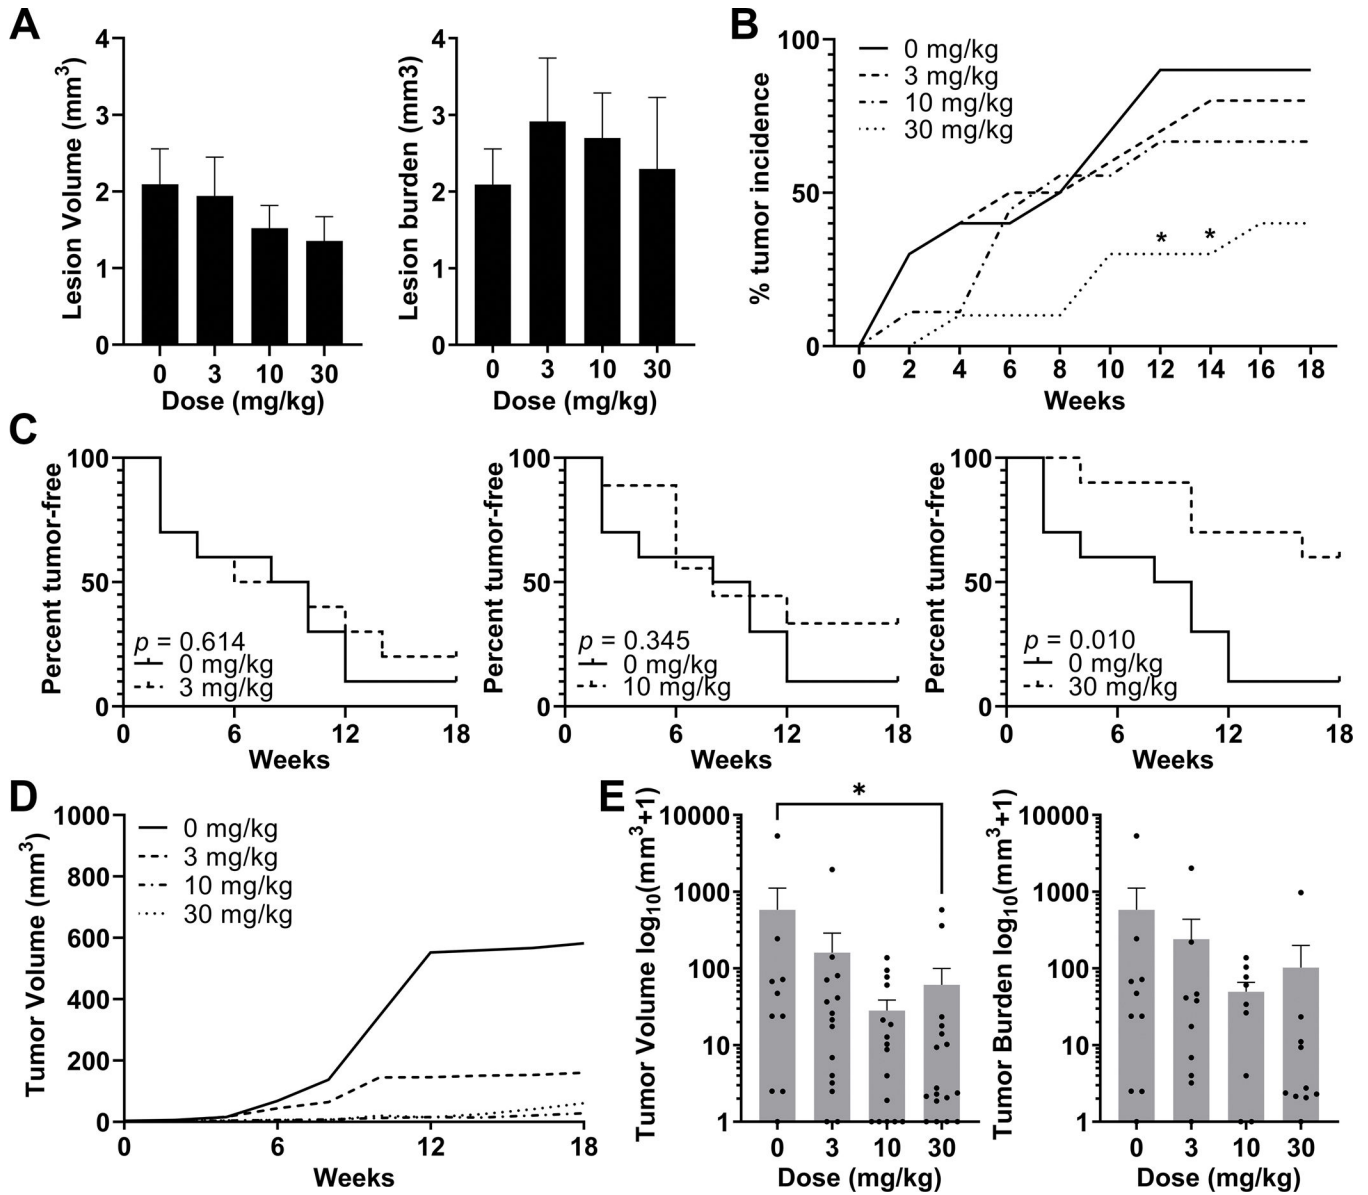 A
Lesion Volume (mm3)
4
3
2
1
0
0 3 10 30
Dose (mg/kg)
Lesion burden (mm3)
4
3
2
1
0
0 3 10 30
Dose (mg/kg)
B
% tumor incidence
100
50
0
0 mg/kg
3 mg/kg
10 mg/kg
30 mg/kg
* *
0 2 4 6 8 10 12 14 16 18
Weeks
C
Percent tumor-free
100
50
0
p = 0.614
0 mg/kg
3 mg/kg
0 6 12 18
Weeks
Percent tumor-free
100
50
0
p = 0.345
0 mg/kg
10 mg/kg
0 6 12 18
Weeks
Percent tumor-free
100
50
0
p = 0.010
0 mg/kg
30 mg/kg
0 6 12 18
Weeks
D
Tumor Volume (mm3)
1000
800
600
400
200
0
0 mg/kg
3 mg/kg
10 mg/kg
30 mg/kg
0 6 12 18
Weeks
E
Tumor Volume log10(mm3+1)
10000
1000
100
10
1
*
0 3 10 30
Dose (mg/kg)
Tumor Burden log10(mm3+1)
10000
1000
100
10
1
0 3 10 30
Dose (mg/kg)